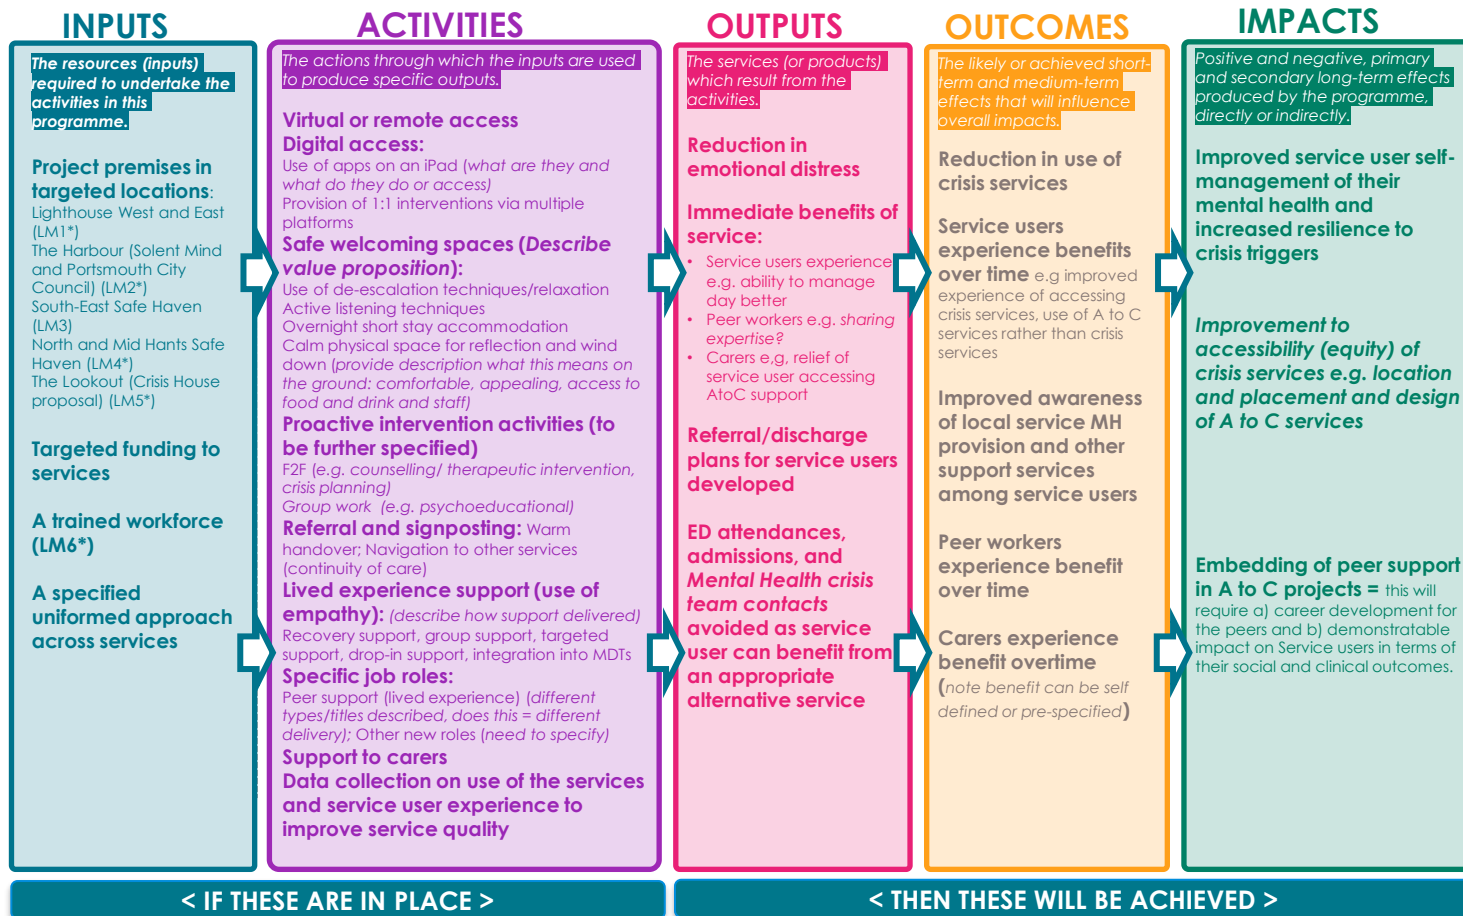 INPUTS
The resources (inputs)
required to undertake the
activities in this
programme.
Project premises in
targeted locations:
Lighthouse West and East
(LM1*)
The Harbour (Solent Mind
and Portsmouth City
Council) (LM2*)
South-East Safe Haven
(LM3)
North and Mid Hants Safe
Haven (LM4*)
The Lookout (Crisis House
proposal) (LM5*)
Targeted funding to
services
A trained workforce
(LM6*)
A specified
uniformed approach
across services
ACTIVITIES
The actions through which the inputs are used
to produce specific outputs.
Virtual or remote access
Digital access:
Use of apps on an iPad (what are they and
what do they do or access)
Provision of 1:1 interventions via multiple
platforms
Safe welcoming spaces (Describe
value proposition):
Use of de-escalation techniques/relaxation
Active listening techniques
Overnight short stay accommodation
Calm physical space for reflection and wind
down (provide description what this means on
the ground: comfortable, appealing, access to
food and drink and staff)
Proactive intervention activities (to
be further specified)
F2F (e.g. counselling/ therapeutic intervention,
crisis planning)
Group work (e.g. psychoeducational)
Referral and signposting: Warm
handover; Navigation to other services
(continuity of care)
Lived experience support (use of
empathy): (describe how support delivered)
Recovery support, group support, targeted
support, drop-in support, integration into MDTs
Specific job roles:
Peer support (lived experience) (different
types/titles described, does this = different
delivery); Other new roles (need to specify)
Support to carers
Data collection on use of the services
and service user experience to
improve service quality
OUTPUTS
The services (or products)
which result from the
activities.
Reduction in
emotional distress
Immediate benefits of
service:
• Service users experience
e.g. ability to manage
day better
• Peer workers e.g. sharing
expertise?
• Carers e,g, relief of
service user accessing
AtoC support
Referral/discharge
plans for service users
developed
ED attendances,
admissions, and
Mental Health crisis
team contacts
avoided as service
user can benefit from
an appropriate
alternative service
OUTCOMES
The likely or achieved short-
term and medium-term
effects that will influence
overall impacts.
Reduction in use of
crisis services
Service users
experience benefits
over time e.g improved
experience of accessing
crisis services, use of A to C
services rather than crisis
services
Improved awareness
of local service MH
provision and other
support services
among service users
Peer workers
experience benefit
over time
Carers experience
benefit overtime
(note benefit can be self
defined or pre-specified)
IMPACTS
Positive and negative, primary
and secondary long-term effects
produced by the programme,
directly or indirectly.
Improved service user self-
management of their
mental health and
increased resilience to
crisis triggers
Improvement to
accessibility (equity) of
crisis services e.g. location
and placement and design
of A to C services
Embedding of peer support
in A to C projects = this will
require a) career development for
the peers and b) demonstratable
impact on Service users in terms of
their social and clinical outcomes.
< IF THESE ARE IN PLACE >
< THEN THESE WILL BE ACHIEVED >